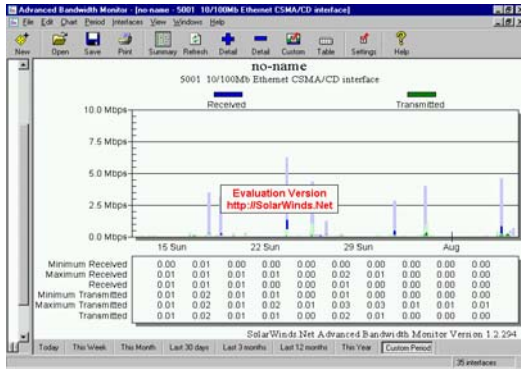 Advanced Bandwidth Monitor - [no-name - 5001 10/100Mb Ethernet CSMA/CD interface]
File Edit Chart Period Interfaces View Windows Help
New Open Save Print Summary Refresh Detail Detail Custom Table Settings Help
no-name
5001 10/100Mb Ethernet CSMA/CD interface
Received Transmitted
10.0 Mbps
7.5 Mbps
5.0 Mbps
2.5 Mbps
0.0 Mbps
Evaluation Version
http://SolarWinds.Net
15 Sun 22 Sun 29 Sun Aug
Minimum Received 0.00 0.01 0.00 0.00 0.00 0.00 0.00 0.00 0.00 0.00
Maximum Received 0.01 0.01 0.01 0.01 0.00 0.02 0.01 0.00 0.00 0.00
Received 0.01 0.01 0.00 0.01 0.00 0.01 0.00 0.00 0.00 0.00
Minimum Transmitted 0.01 0.02 0.01 0.01 0.00 0.00 0.01 0.00 0.00 0.00
Maximum Transmitted 0.01 0.02 0.01 0.02 0.01 0.03 0.03 0.01 0.01 0.01
Transmitted 0.01 0.02 0.01 0.01 0.00 0.02 0.02 0.00 0.00 0.00
SolarWinds.Net Advanced Bandwidth Monitor Version 1.2.294
Today This Week This Month Last 30 days Last 3 months Last 12 months This Year Custom Period
35 interfaces